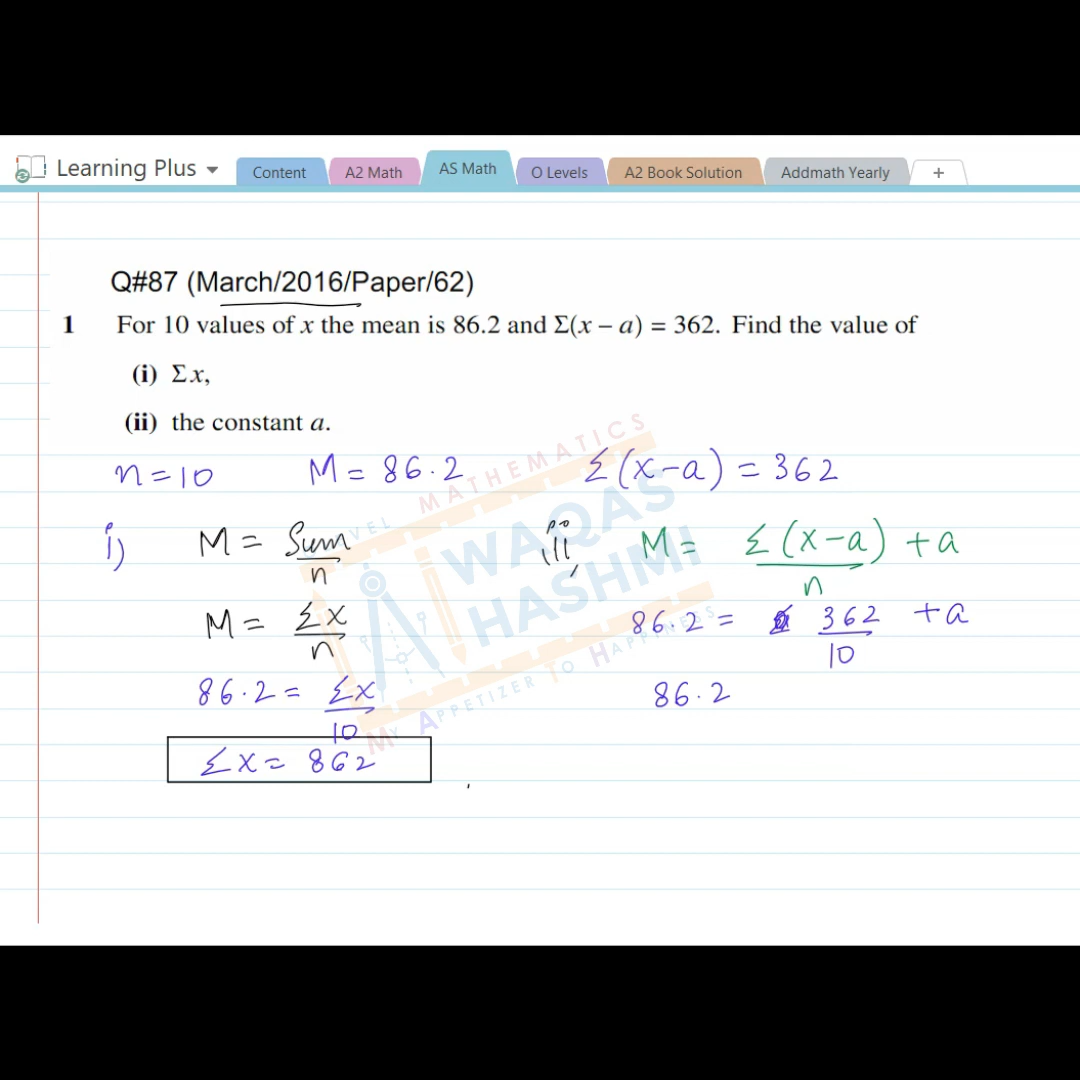 Learning Plus
Content A2 Math AS Math O Levels A2 Book Solution Addmath Yearly +
Q#87 (March/2016/Paper/62)
1 For 10 values of x the mean is 86.2 and Σ(x – a) = 362. Find the value of
(i) Σx,
(ii) the constant a.
n = 10 M = 86.2 Σ(x-a) = 362
i) M = Sum/n
M = Σx/n
86.2 = Σx/10
Σx = 862
ii, M = Σ(x-a)/n + a
86.2 = 362/10 + a
86.2
MATHEMATICS
WAQAS
HASHMI
MY APPETIZER TO HAPPINESS